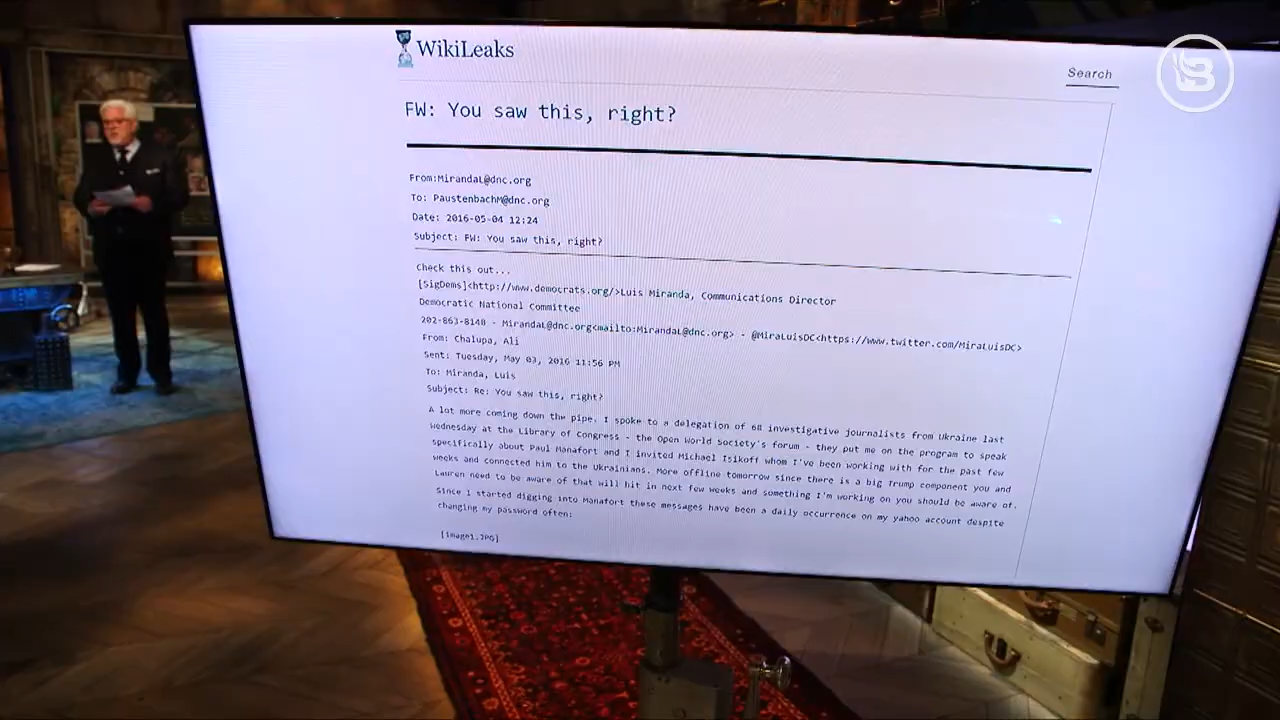 WikiLeaks
Search
FW: You saw this, right?
From:MirandaL@dnc.org
To: PaustenbachM@dnc.org
Date: 2016-05-04 12:24
Subject: FW: You saw this, right?
Check this out...
[SigDems]<http://www.democrats.org/>Luis Miranda, Communications Director
Democratic National Committee
202-863-8148 - MirandaL@dnc.org<mailto:MirandaL@dnc.org> - @MiraLuisDC<https://www.twitter.com/MiraLuisDC>
From: Chalupa, Ali
Sent: Tuesday, May 03, 2016 11:56 PM
To: Miranda, Luis
Subject: Re: You saw this, right?
A lot more coming down the pipe. I spoke to a delegation of 68 investigative journalists from Ukraine last
Wednesday at the Library of Congress - the Open World Society's forum - they put me on the program to speak
specifically about Paul Manafort and I invited Michael Isikoff whom I've been working with for the past few
weeks and connected him to the Ukrainians. More offline tomorrow since there is a big Trump component you and
Lauren need to be aware of that will hit in next few weeks and something I'm working on you should be aware of.
Since I started digging into Manafort these messages have been a daily occurrence on my yahoo account despite
changing my password often:
[image1.JPG]